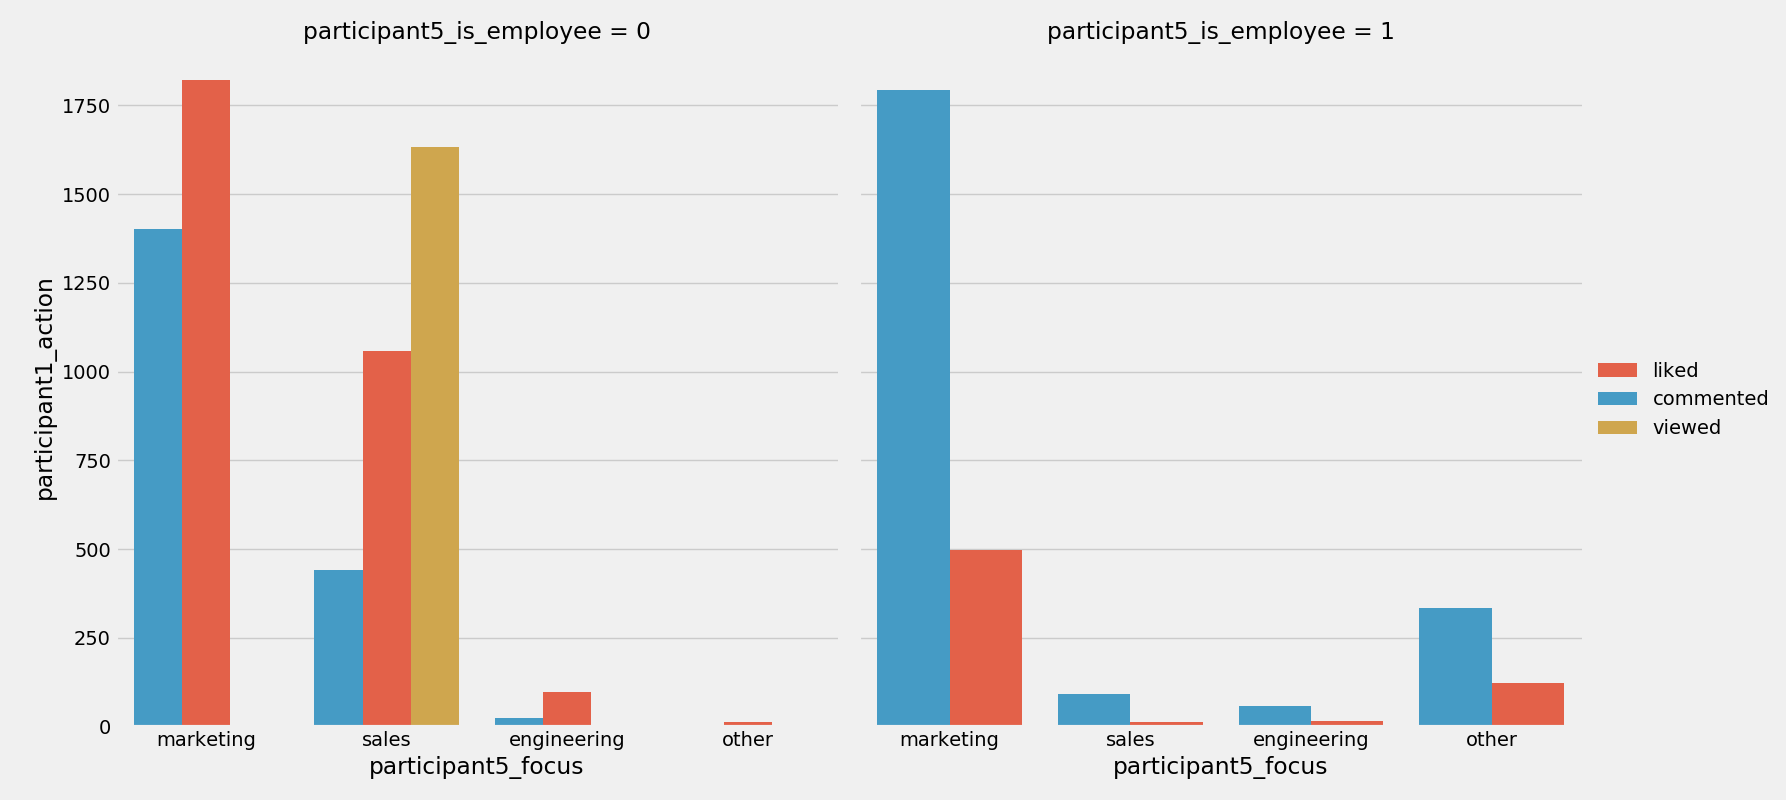 participant5_is_employee = 0
participant5_is_employee = 1
participant1_action
1750
1500
1250
1000
750
500
250
0
marketing sales engineering other
marketing sales engineering other
participant5_focus
participant5_focus
liked
commented
viewed